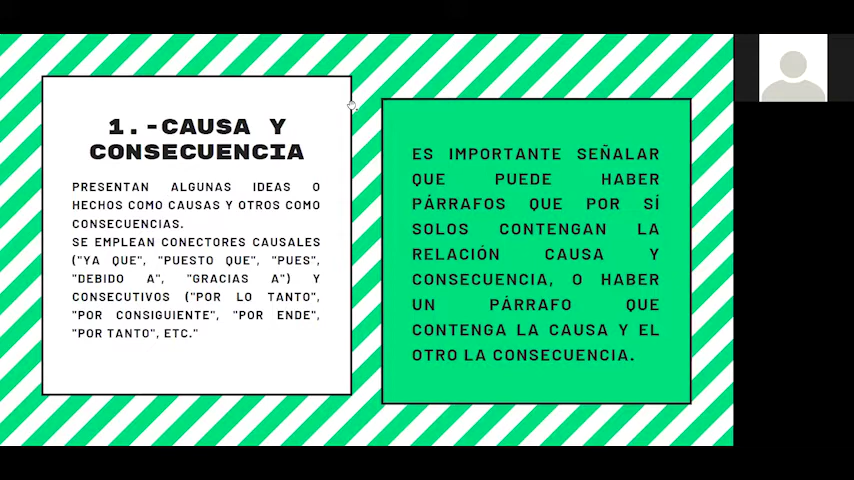 1.-CAUSA Y
CONSECUENCIA
PRESENTAN ALGUNAS IDEAS O
HECHOS COMO CAUSAS Y OTROS COMO
CONSECUENCIAS.
SE EMPLEAN CONECTORES CAUSALES
("YA QUE", "PUESTO QUE", "PUES",
"DEBIDO A", "GRACIAS A") Y
CONSECUTIVOS ("POR LO TANTO",
"POR CONSIGUIENTE", "POR ENDE",
"POR TANTO", ETC."
ES IMPORTANTE SEÑALAR
QUE PUEDE HABER
PÁRRAFOS QUE POR SÍ
SOLOS CONTENGAN LA
RELACIÓN CAUSA Y
CONSECUENCIA, O HABER
UN PÁRRAFO QUE
CONTENGA LA CAUSA Y EL
OTRO LA CONSECUENCIA.